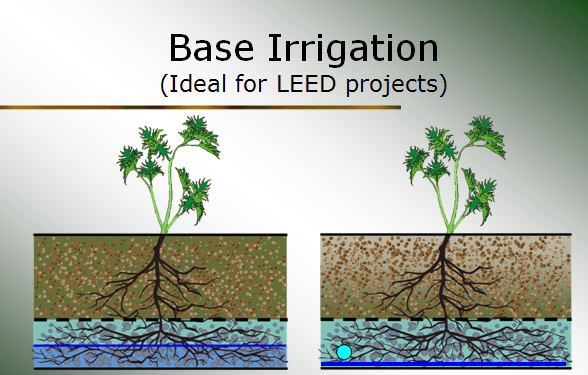 Base Irrigation
(Ideal for LEED projects)